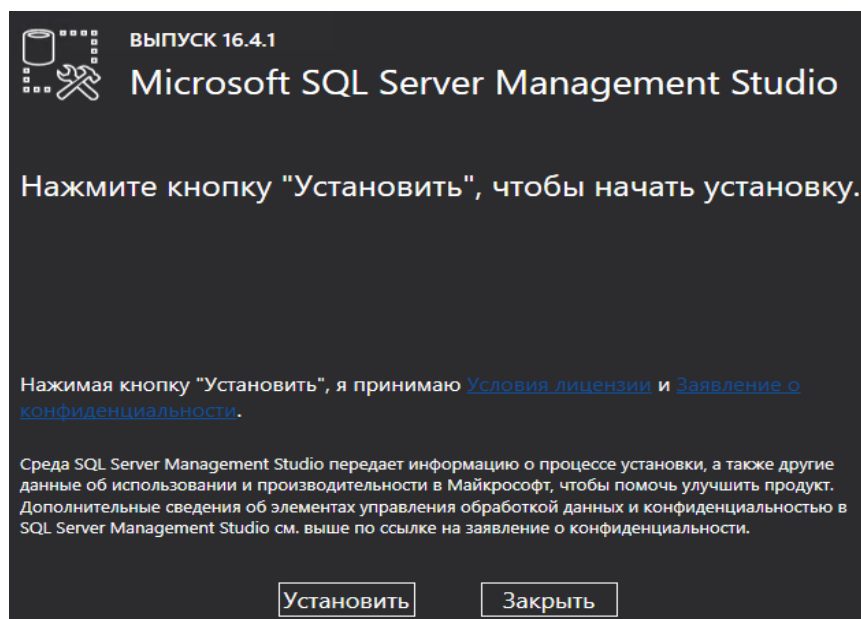 ВЫПУСК 16.4.1
Microsoft SQL Server Management Studio
Нажмите кнопку "Установить", чтобы начать установку.
Нажимая кнопку "Установить", я принимаю Условия лицензии и Заявление о
конфиденциальности.
Среда SQL Server Management Studio передает информацию о процессе установки, а также другие
данные об использовании и производительности в Майкрософт, чтобы помочь улучшить продукт.
Дополнительные сведения об элементах управления обработкой данных и конфиденциальностью в
SQL Server Management Studio см. выше по ссылке на заявление о конфиденциальности.
Установить Закрыть